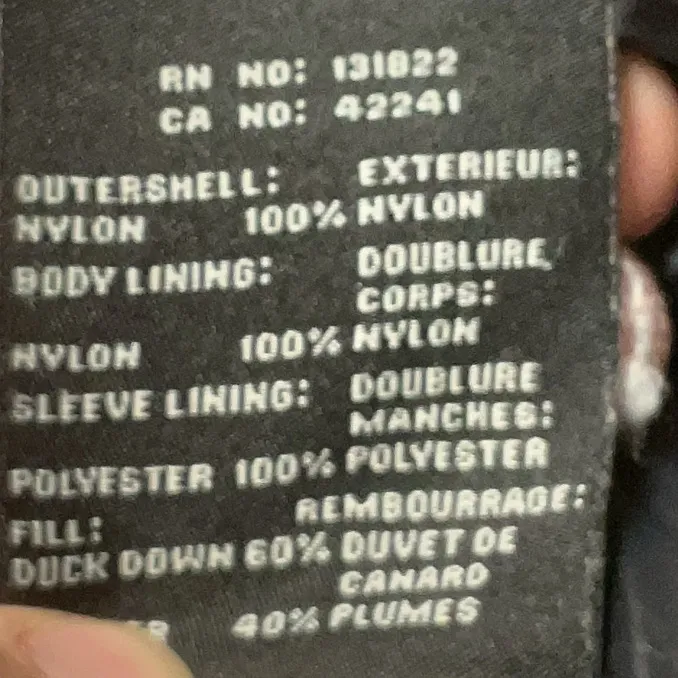 RN NO: 131822
CA NO: 42241
OUTERSHELL: EXTERIEUR:
NYLON 100% NYLON
BODY LINING: DOUBLURE
CORPS:
NYLON 100% NYLON
SLEEVE LINING: DOUBLURE
MANCHES:
POLYESTER 100% POLYESTER
FILL: REMBOURRAGE:
DUCK DOWN 60% DUVET DE
CANARD
40% PLUMES